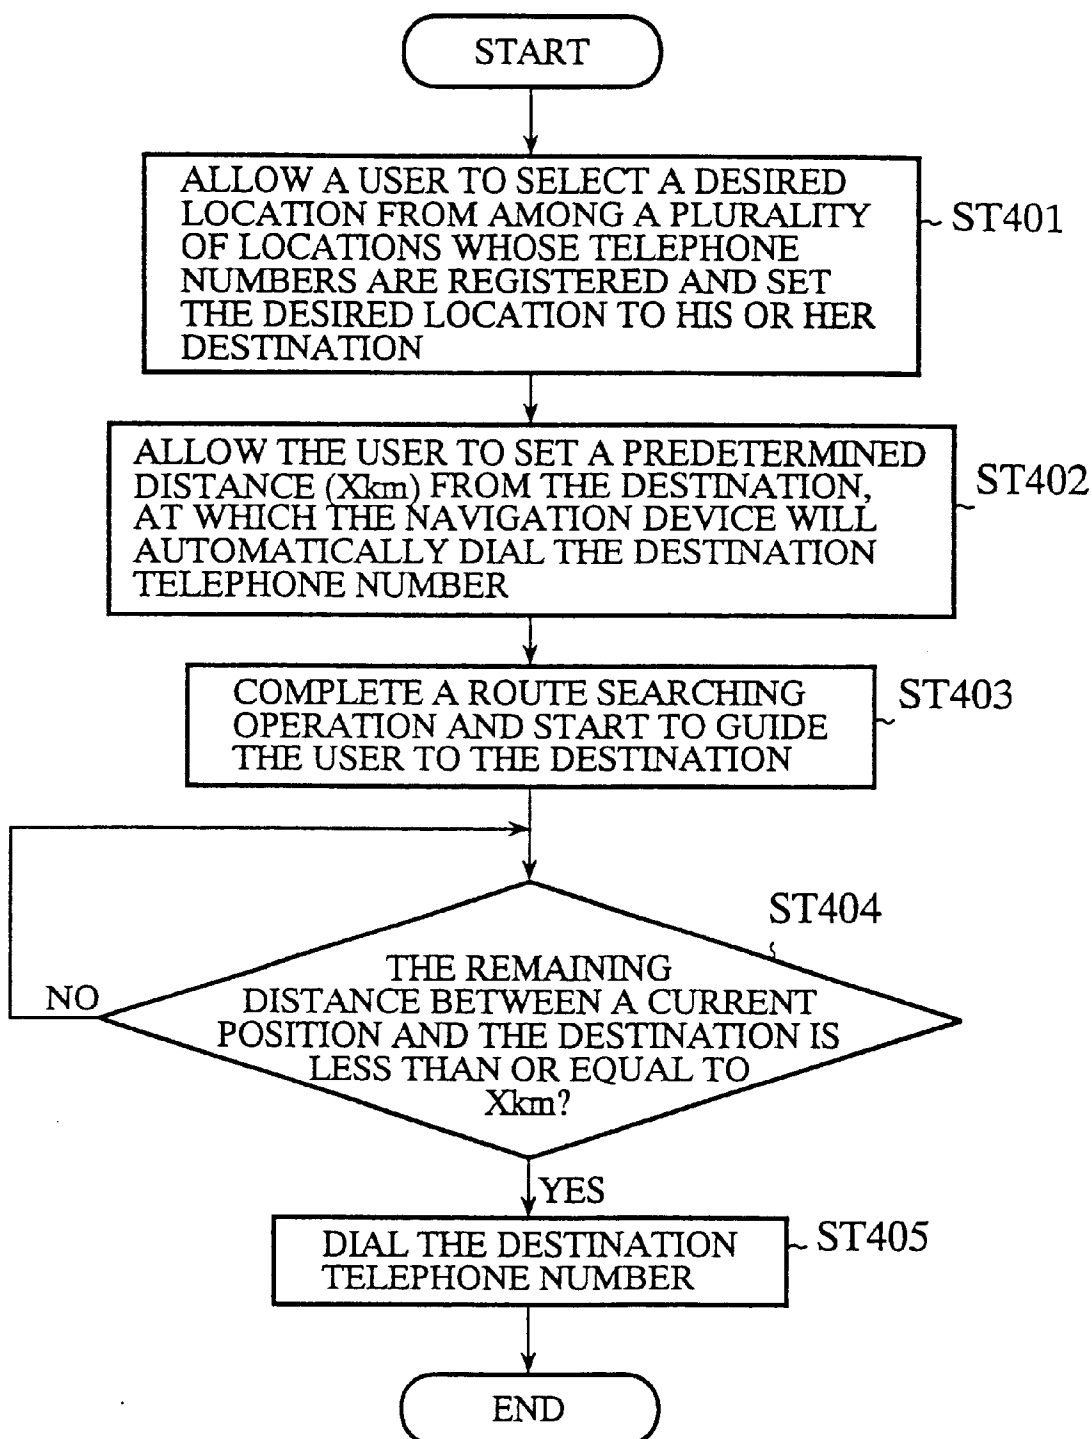 START
ALLOW A USER TO SELECT A DESIRED
LOCATION FROM AMONG A PLURALITY
OF LOCATIONS WHOSE TELEPHONE
NUMBERS ARE REGISTERED AND SET
THE DESIRED LOCATION TO HIS OR HER
DESTINATION
ST401
ALLOW THE USER TO SET A PREDETERMINED
DISTANCE (Xkm) FROM THE DESTINATION,
AT WHICH THE NAVIGATION DEVICE WILL
AUTOMATICALLY DIAL THE DESTINATION
TELEPHONE NUMBER
ST402
COMPLETE A ROUTE SEARCHING
OPERATION AND START TO GUIDE
THE USER TO THE DESTINATION
ST403
ST404
THE REMAINING
DISTANCE BETWEEN A CURRENT
POSITION AND THE DESTINATION IS
LESS THAN OR EQUAL TO
Xkm?
NO
YES
DIAL THE DESTINATION
TELEPHONE NUMBER
ST405
END